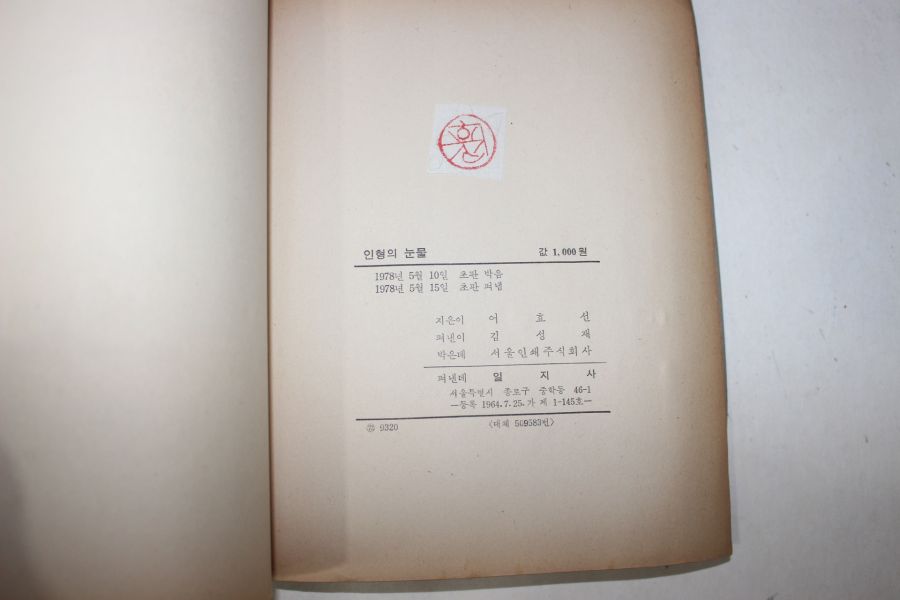 인형의 눈물 값 1,000원
1978년 5월 10일 초판 박음
1978년 5월 15일 초판 펴냄
지은이 어효선
펴낸이 김성재
박은데 서울인쇄주식회사
펴낸데 일지사
서울특별시 종로구 중학동 46-1
—등록 1964.7.25. 가 제 1-145호—
9320 〈대체 509583번〉